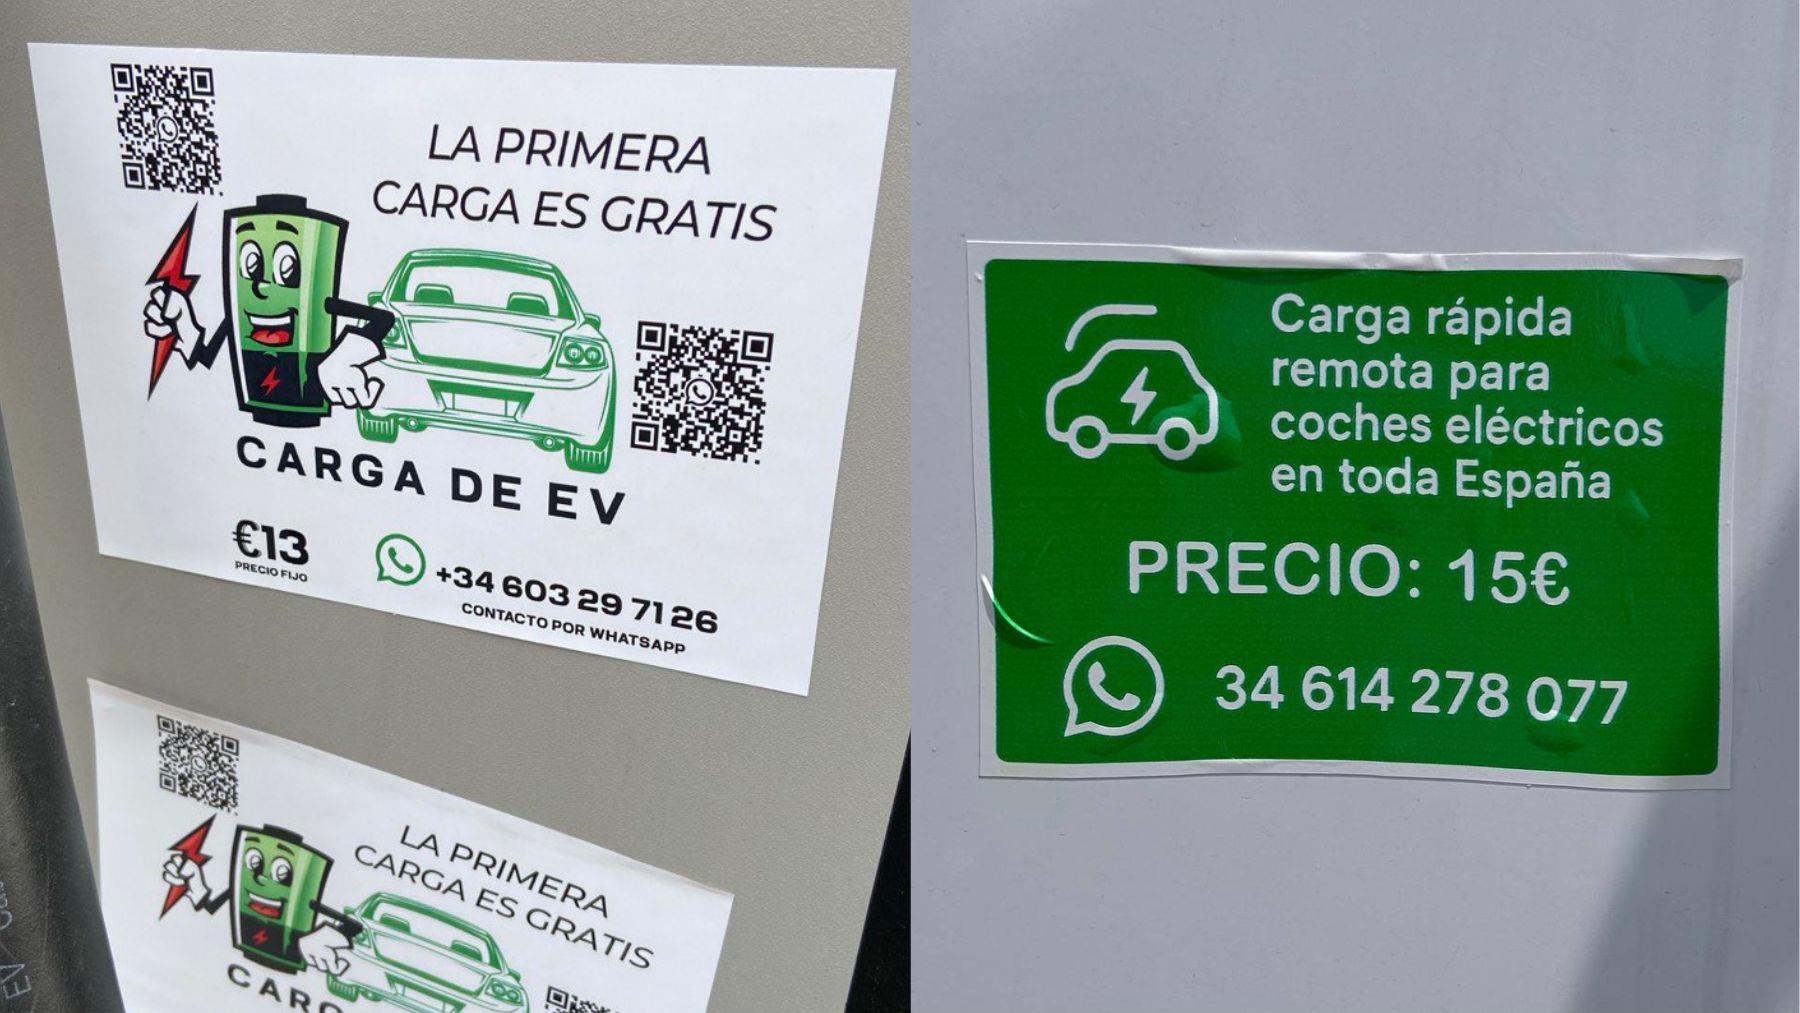 LA PRIMERA
CARGA ES GRATIS
CARGA DE EV
€13
PRECIO FIJO
+34 603 29 71 26
CONTACTO POR WHATSAPP
LA PRIMERA
CARGA ES GRATIS
CARG
EV
Carga rápida
remota para
coches eléctricos
en toda España
PRECIO: 15€
34 614 278 077